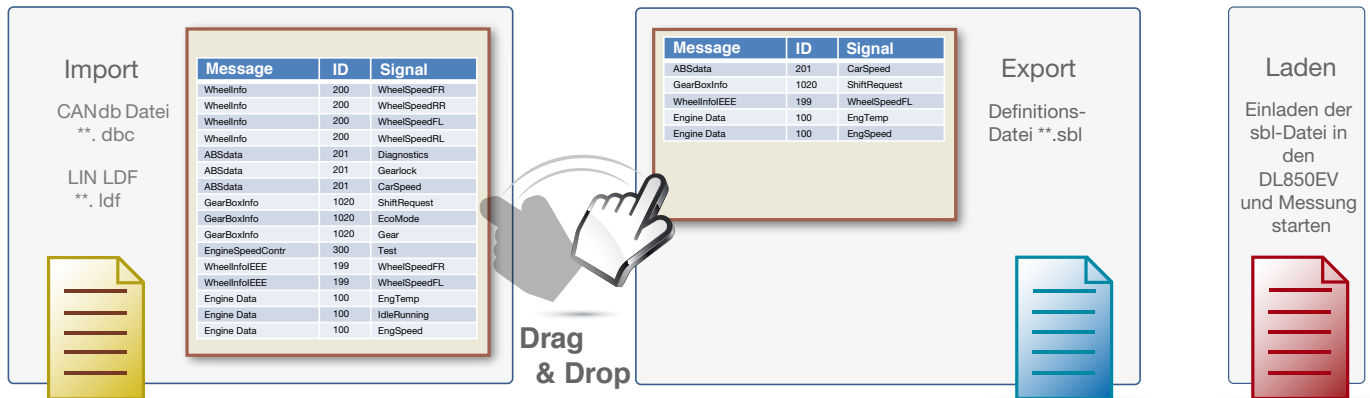 Import
CANdb Datei
**. dbc
LIN LDF
**. ldf
Message ID Signal
WheelInfo 200 WheelSpeedFR
WheelInfo 200 WheelSpeedRR
WheelInfo 200 WheelSpeedFL
WheelInfo 200 WheelSpeedRL
ABSdata 201 Diagnostics
ABSdata 201 Gearlock
ABSdata 201 CarSpeed
GearBoxInfo 1020 ShiftRequest
GearBoxInfo 1020 EcoMode
GearBoxInfo 1020 Gear
EngineSpeedContr 300 Test
WheelInfoIEEE 199 WheelSpeedFR
WheelInfoIEEE 199 WheelSpeedFL
Engine Data 100 EngTemp
Engine Data 100 IdleRunning
Engine Data 100 EngSpeed
Drag
& Drop
Message ID Signal
ABSdata 201 CarSpeed
GearBoxInfo 1020 ShiftRequest
WheelInfoIEEE 199 WheelSpeedFL
Engine Data 100 EngTemp
Engine Data 100 EngSpeed
Export
Definitions-
Datei **.sbl
Laden
Einladen der
sbl-Datei in
den
DL850EV
und Messung
starten